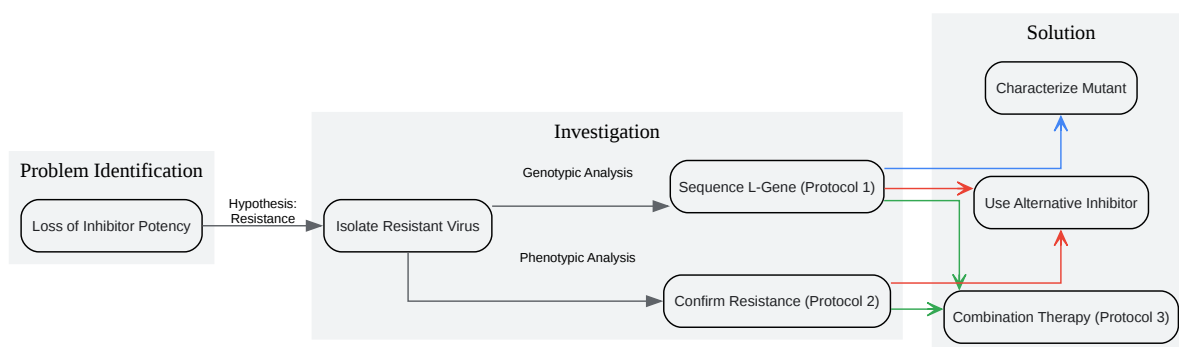 Problem Identification
Loss of Inhibitor Potency
Hypothesis:
Resistance
Investigation
Isolate Resistant Virus
Genotypic Analysis
Sequence L-Gene (Protocol 1)
Phenotypic Analysis
Confirm Resistance (Protocol 2)
Solution
Characterize Mutant
Use Alternative Inhibitor
Combination Therapy (Protocol 3)